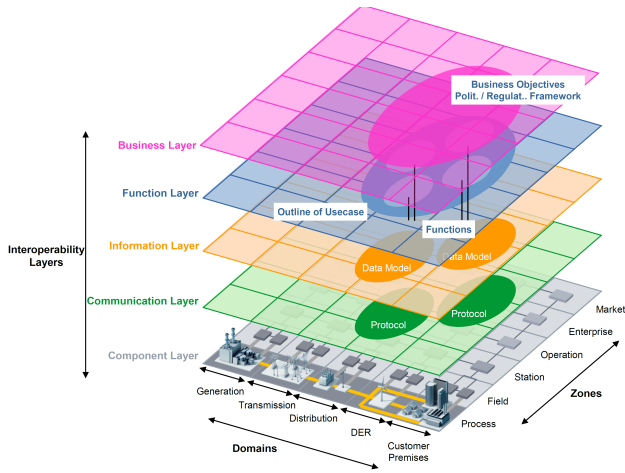 Business Objectives
Polit. / Regulat.. Framework
Business Layer
Function Layer
Outline of Usecase
Functions
Interoperability
Layers
Information Layer
Data Model
Data Model
Communication Layer
Protocol
Protocol
Component Layer
Market
Enterprise
Operation
Station
Field
Process
Zones
Generation
Transmission
Distribution
DER
Customer
Premises
Domains